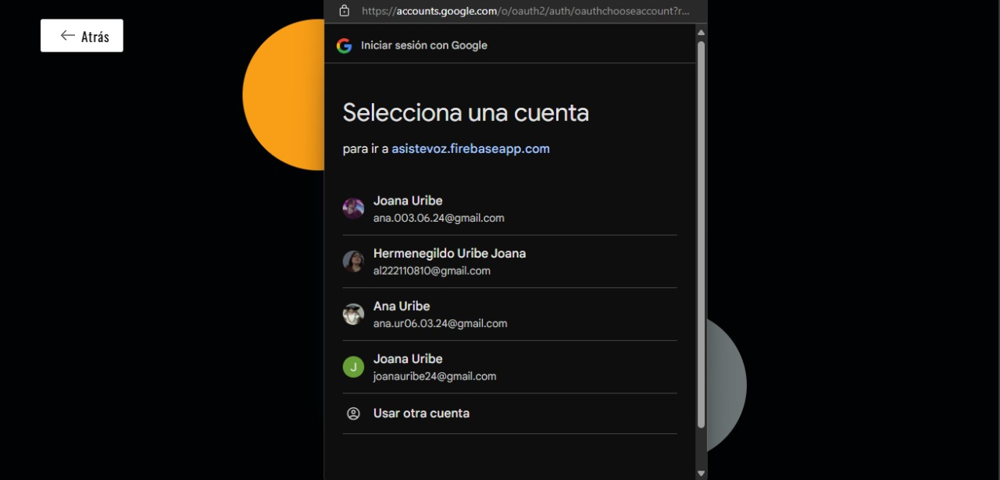 https://accounts.google.com/o/oauth2/auth/oauthchooseaccount?r...
Atrás
Iniciar sesión con Google
Selecciona una cuenta
para ir a asistevoz.firebaseapp.com
Joana Uribe
ana.003.06.24@gmail.com
Hermenegildo Uribe Joana
al222110810@gmail.com
Ana Uribe
ana.ur06.03.24@gmail.com
J
Joana Uribe
joanauribe24@gmail.com
Usar otra cuenta